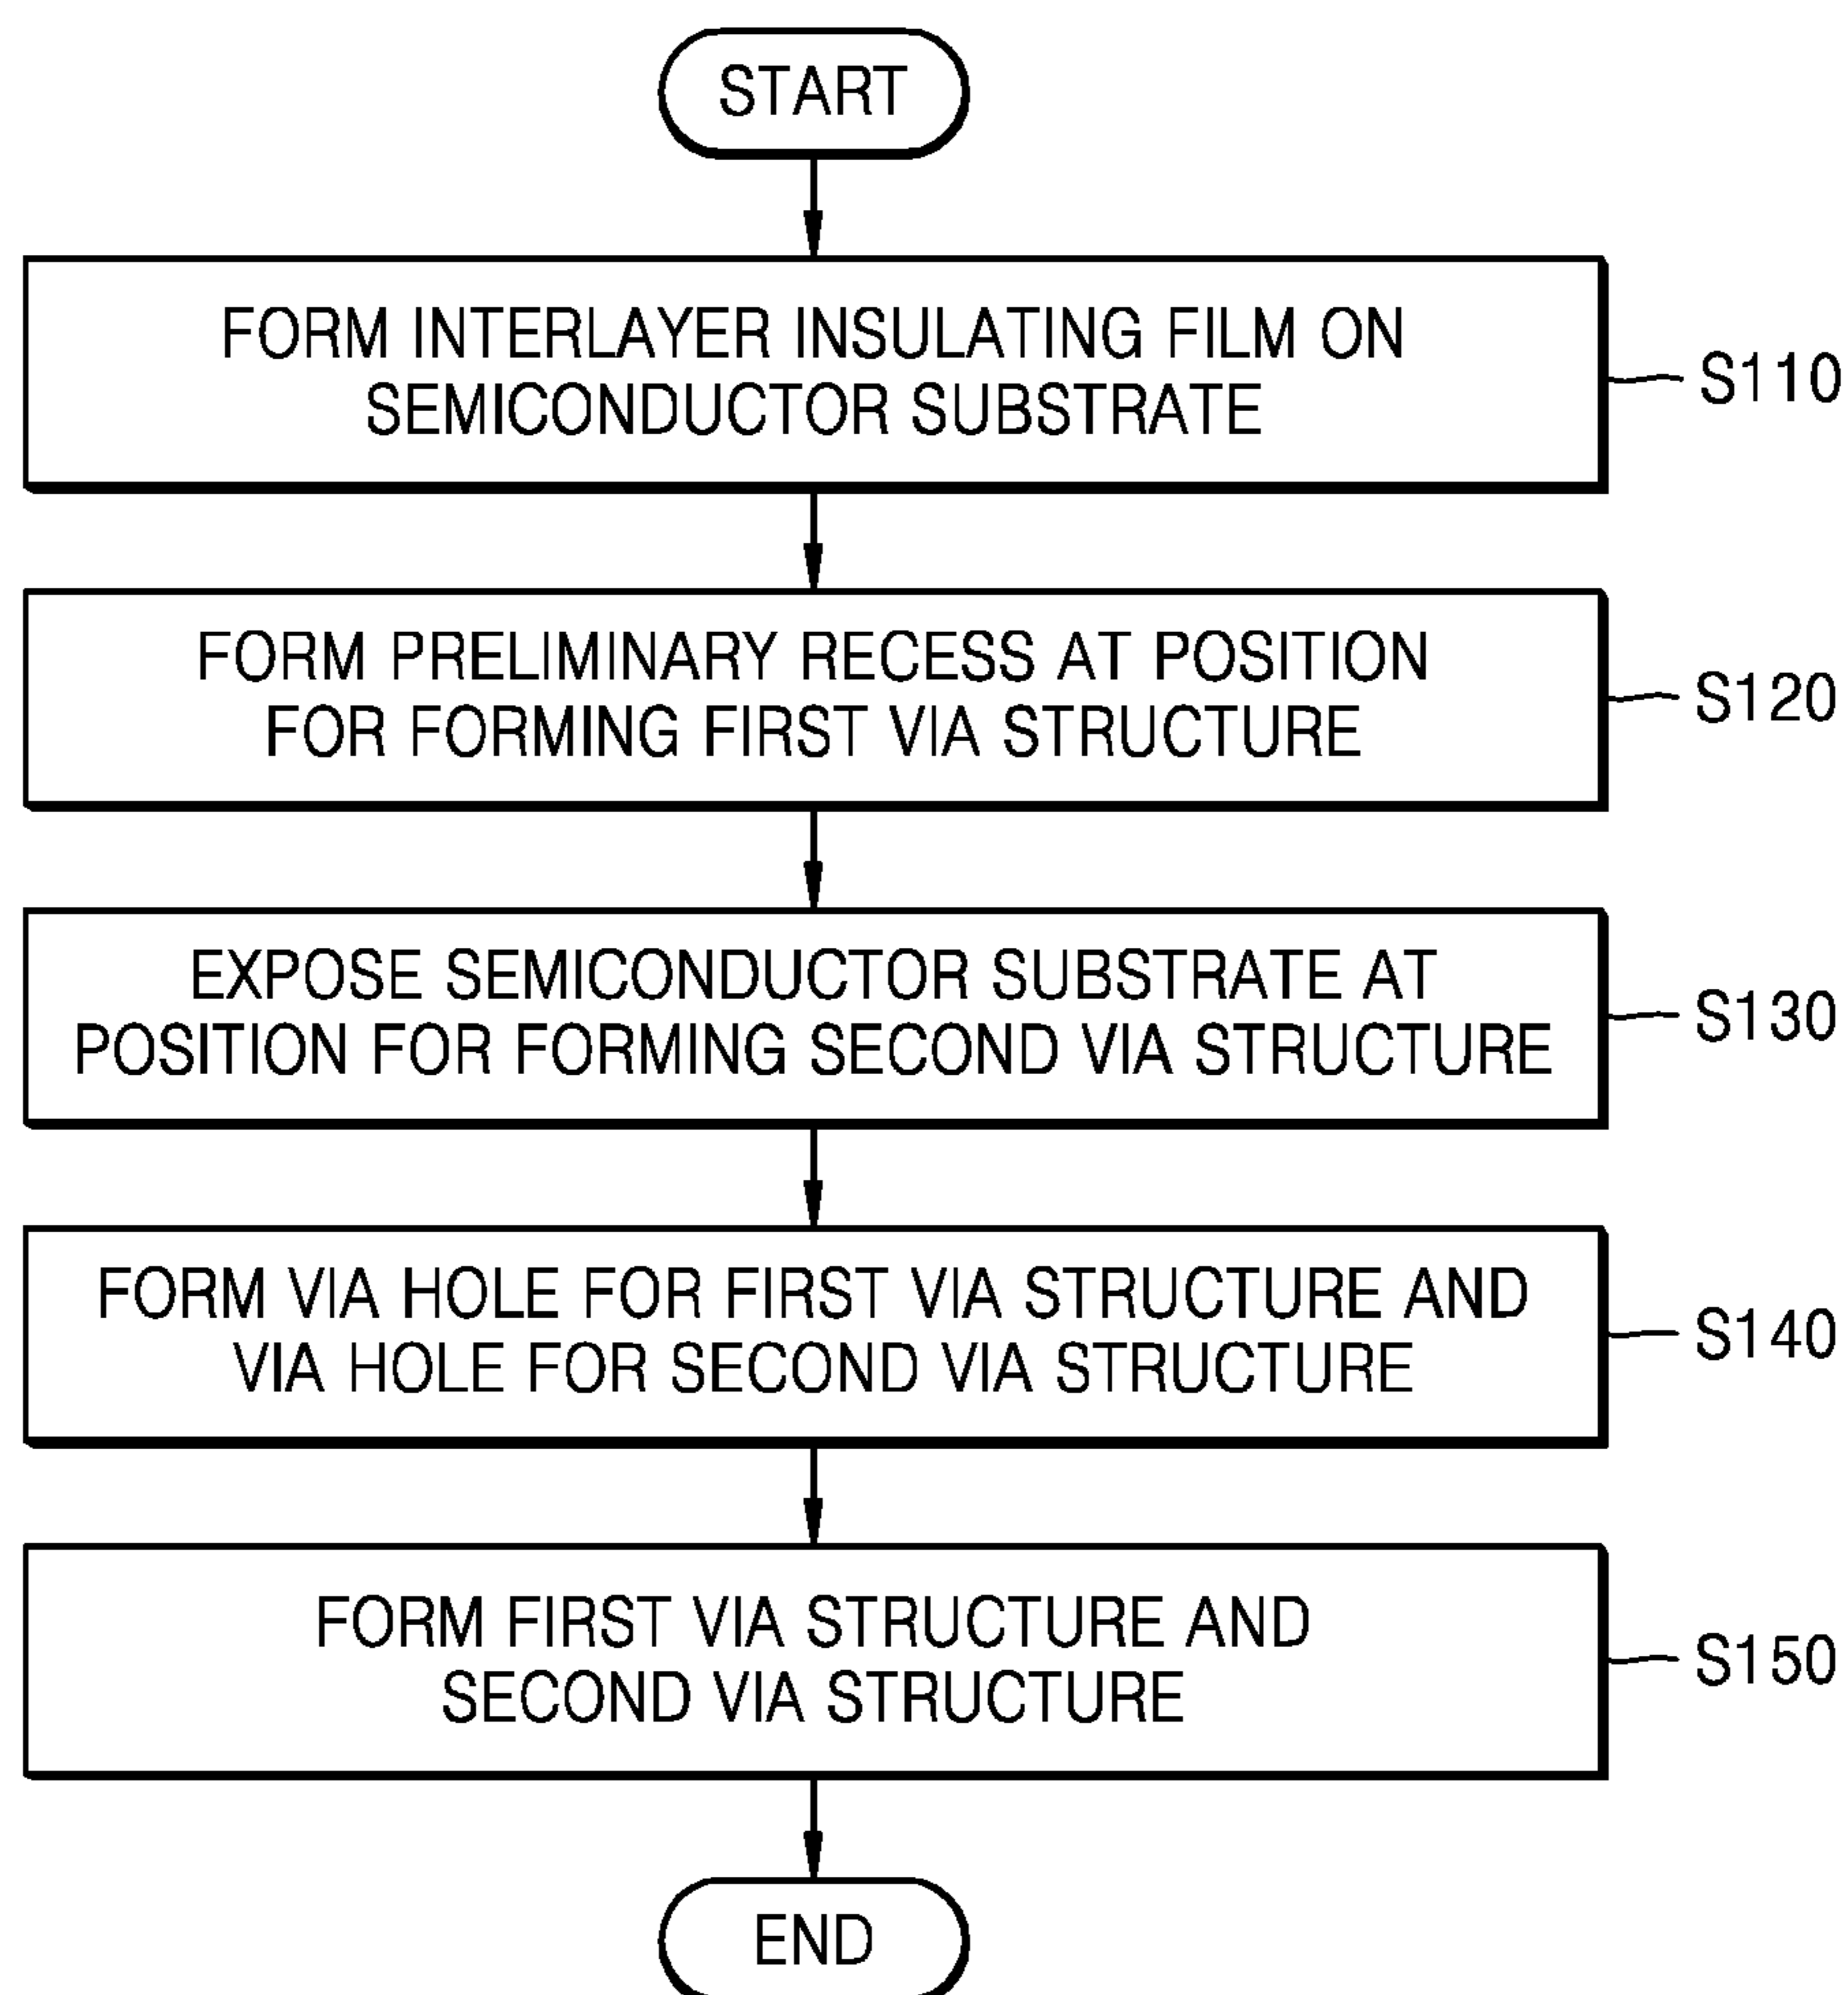 START
FORM INTERLAYER INSULATING FILM ON
SEMICONDUCTOR SUBSTRATE
S110
FORM PRELIMINARY RECESS AT POSITION
FOR FORMING FIRST VIA STRUCTURE
S120
EXPOSE SEMICONDUCTOR SUBSTRATE AT
POSITION FOR FORMING SECOND VIA STRUCTURE
S130
FORM VIA HOLE FOR FIRST VIA STRUCTURE AND
VIA HOLE FOR SECOND VIA STRUCTURE
S140
FORM FIRST VIA STRUCTURE AND
SECOND VIA STRUCTURE
S150
END